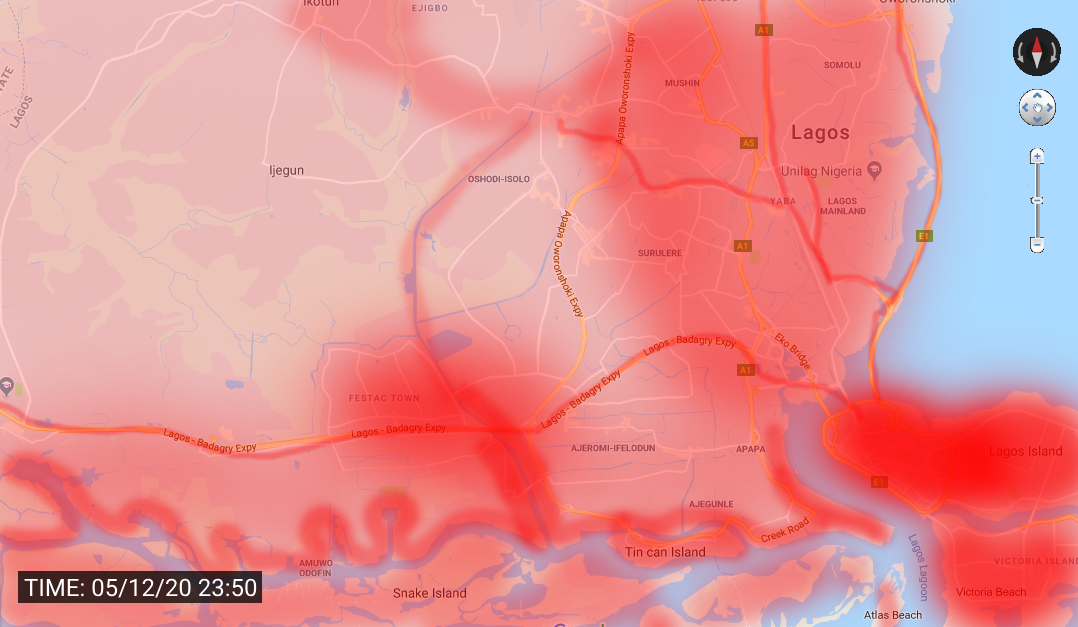 Ikotun
EJIGBO
Oworonshoki
A1
STATE
LAGOS
Apapa Oworonshoki Expy
MUSHIN
SOMOLU
Lagos
A5
Ijegun
OSHODI-ISOLO
Unilag Nigeria
YABA
LAGOS
MAINLAND
Apapa Oworonshoki Expy
A1
E1
SURULERE
Lagos - Badagry Expy
Eko Bridge
A1
FESTAC TOWN
Lagos - Badagry Expy
Lagos - Badagry Expy
Lagos - Badagry Expy
AJEROMI-IFELODUN
APAPA
Lagos Island
E1
AJEGUNLE
Creek Road
Tin can Island
Lagos Lagoon
AMUWO
ODOFIN
VICTORIA ISLAND
TIME: 05/12/20 23:50
Snake Island
Victoria Beach
Atlas Beach